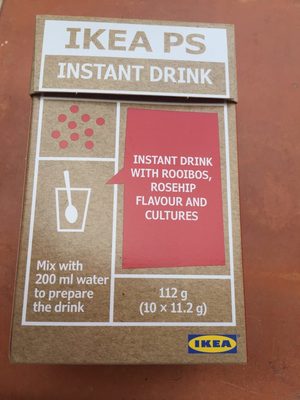 IKEA PS
INSTANT DRINK
INSTANT DRINK
WITH ROOIBOS,
ROSEHIP
FLAVOUR AND
CULTURES
Mix with
200 ml water
to prepare
the drink
112 g
(10 x 11.2 g)
IKEA